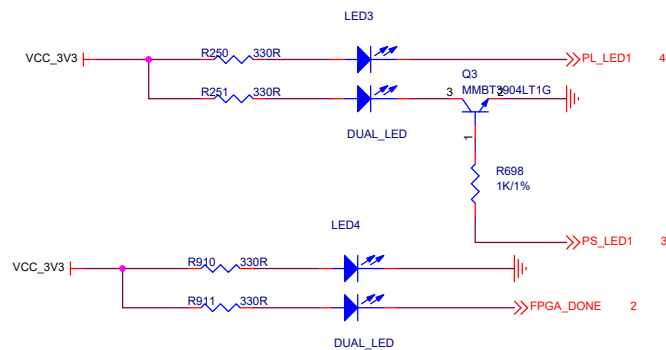 LED3
VCC_3V3 R250 330R PL_LED1 4
Q3
R251 330R 3 MMBT3904LT1G 2
DUAL_LED
1
R698
1K/1%
LED4
PS_LED1 3
VCC_3V3 R910 330R
R911 330R FPGA_DONE 2
DUAL_LED